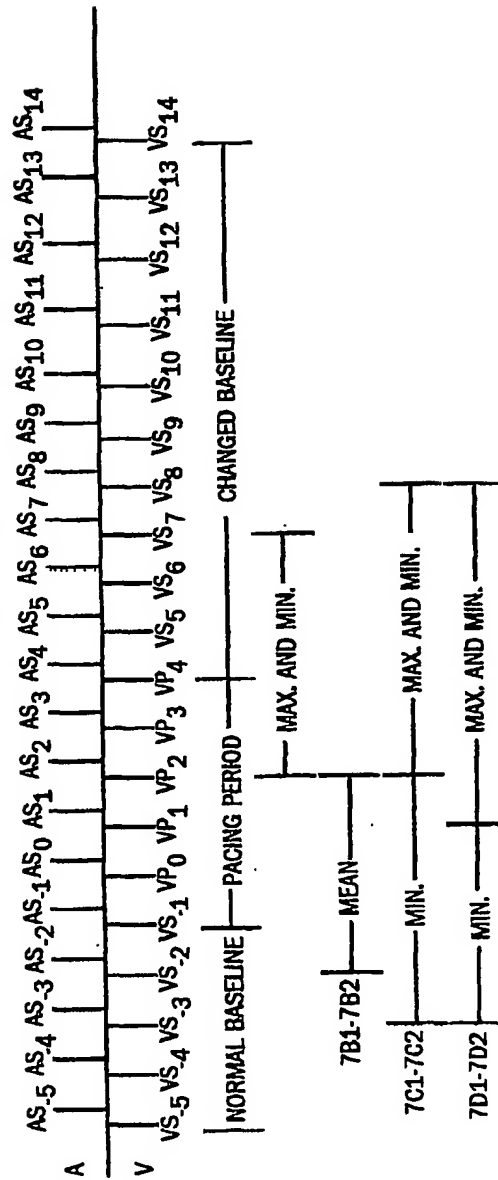 A AS-5 AS-4 AS-3 AS-2 AS-1 AS0 AS1 AS2 AS3 AS4 AS5 AS6 AS7 AS8 AS9 AS10 AS11 AS12 AS13 AS14
V VS-5 VS-4 VS-3 VS-2 VS-1 VP0 VP1 VP2 VP3 VP4 VS5 VS6 VS7 VS8 VS9 VS10 VS11 VS12 VS13 VS14
NORMAL BASELINE PACING PERIOD CHANGED BASELINE
MAX. AND MIN.
7B1-7B2 MEAN
7C1-7C2 MIN. MAX. AND MIN.
7D1-7D2 MIN. MAX. AND MIN.